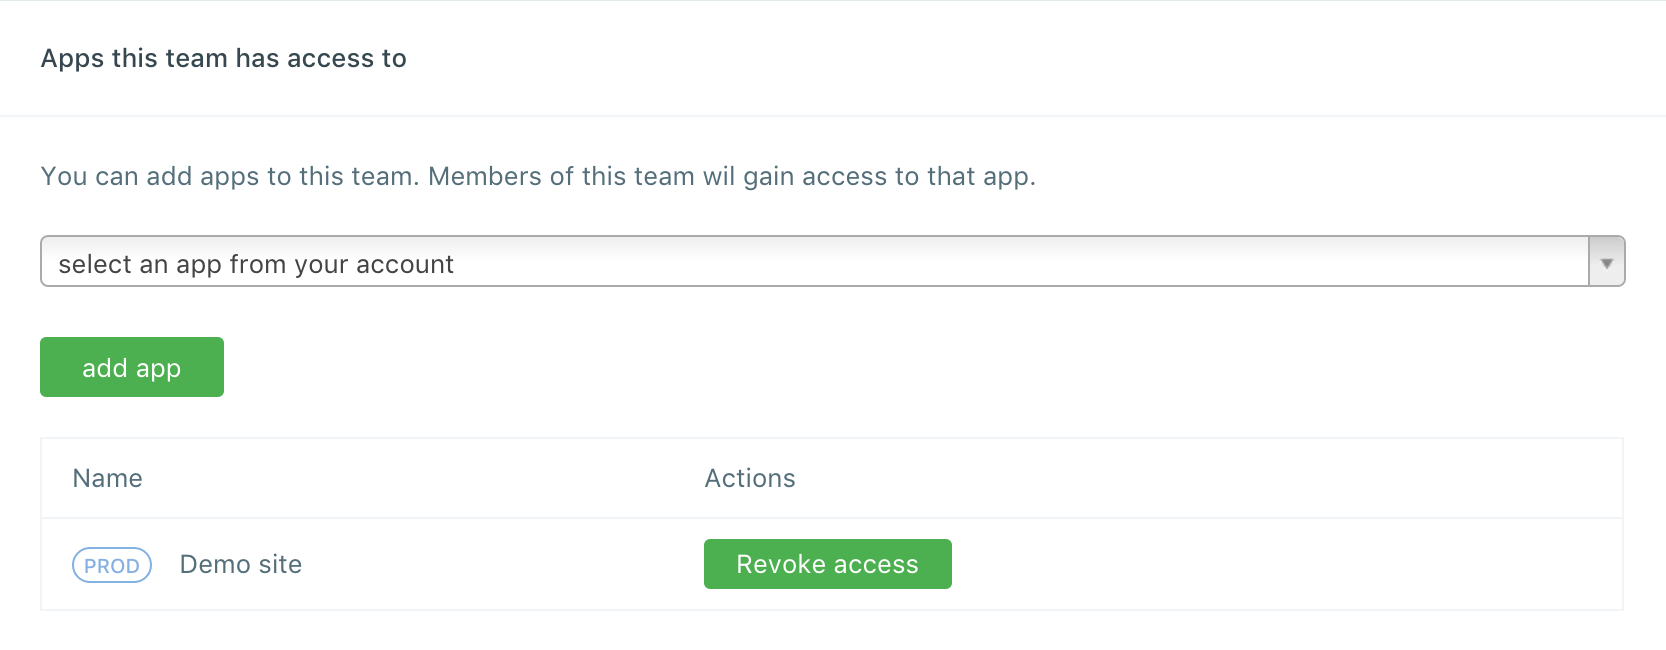 Apps this team has access to
You can add apps to this team. Members of this team wil gain access to that app.
select an app from your account
add app
Name Actions
PROD Demo site Revoke access